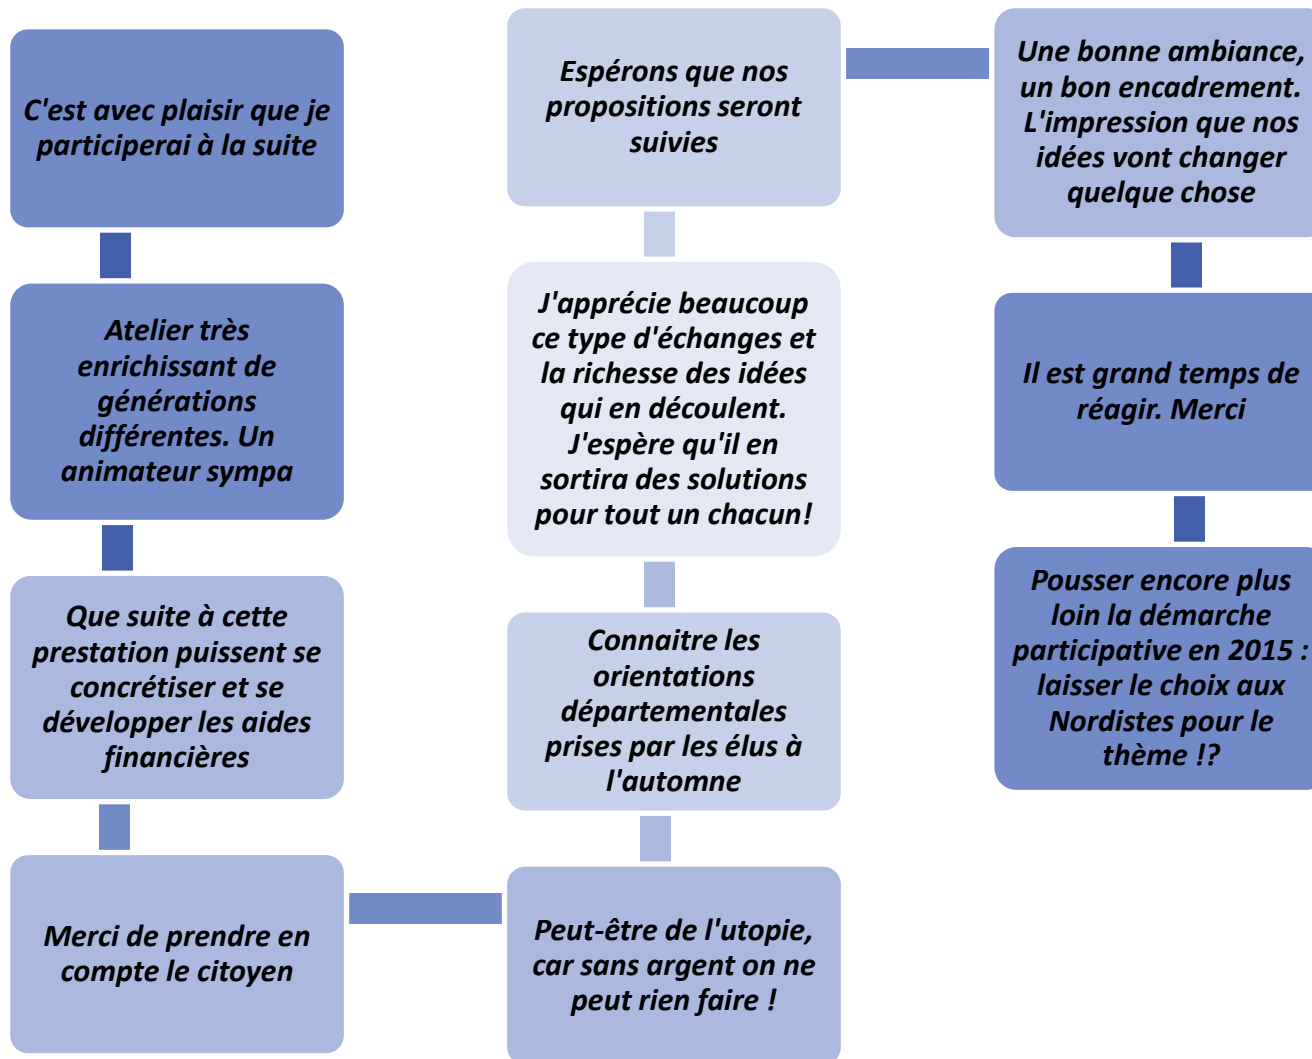 C'est avec plaisir que je
participerai à la suite
Atelier très
enrichissant de
générations
différentes. Un
animateur sympa
Que suite à cette
prestation puissent se
concrétiser et se
développer les aides
financières
Merci de prendre en
compte le citoyen
Peut-être de l'utopie,
car sans argent on ne
peut rien faire !
Connaitre les
orientations
départementales
prises par les élus à
l'automne
J'apprécie beaucoup
ce type d'échanges et
la richesse des idées
qui en découlent.
J'espère qu'il en
sortira des solutions
pour tout un chacun!
Espérons que nos
propositions seront
suivies
Une bonne ambiance,
un bon encadrement.
L'impression que nos
idées vont changer
quelque chose
Il est grand temps de
réagir. Merci
Pousser encore plus
loin la démarche
participative en 2015 :
laisser le choix aux
Nordistes pour le
thème !?